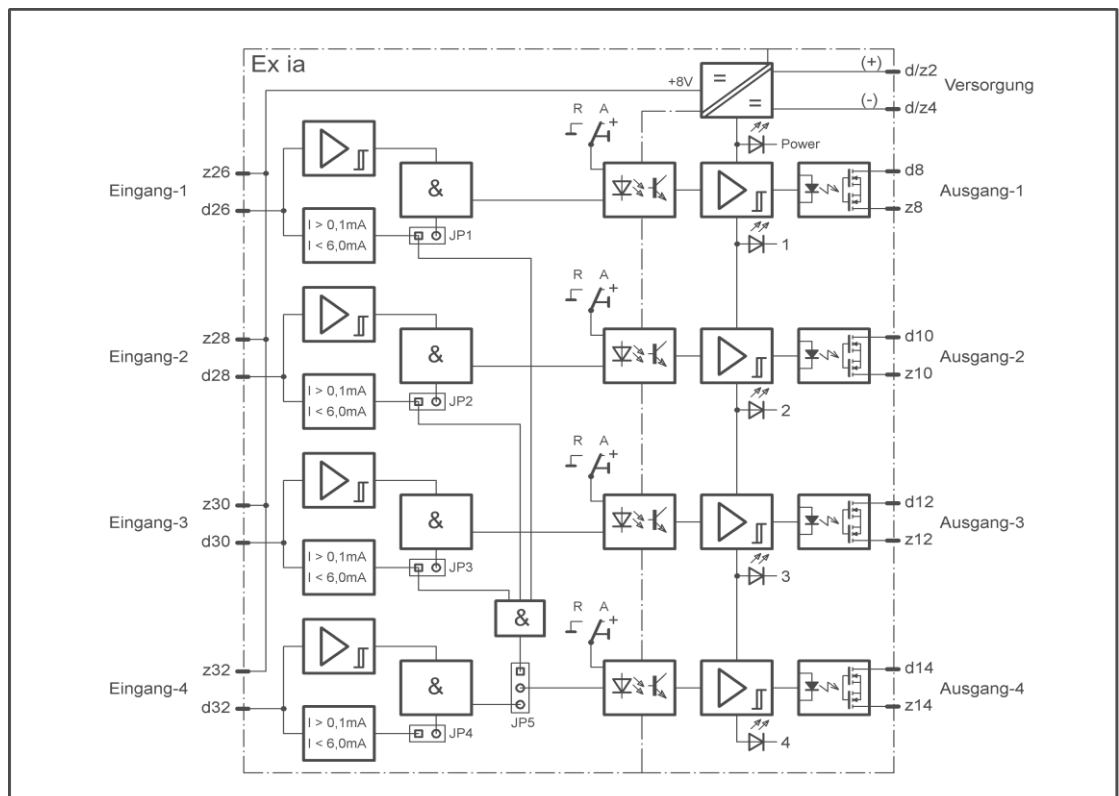 Ex ia
+8V
(+)
d/z2
Versorgung
(-)
d/z4
Power
R A
+
z26
Eingang-1
d26
&
I > 0,1mA
I < 6,0mA
JP1
d8
Ausgang-1
z8
1
R A
+
z28
Eingang-2
d28
&
I > 0,1mA
I < 6,0mA
JP2
d10
Ausgang-2
z10
2
R A
+
z30
Eingang-3
d30
&
I > 0,1mA
I < 6,0mA
JP3
d12
Ausgang-3
z12
3
&
R A
+
z32
Eingang-4
d32
&
I > 0,1mA
I < 6,0mA
JP4
JP5
d14
Ausgang-4
z14
4